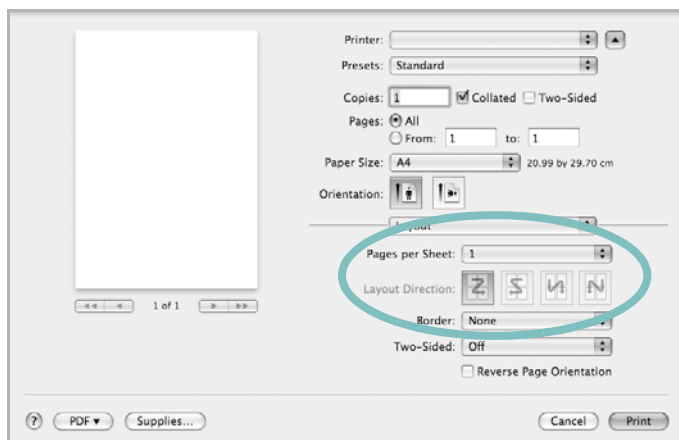 Printer:
Presets: Standard
Copies: 1 Collated Two-Sided
Pages: All
From: 1 to: 1
Paper Size: A4 20.99 by 29.70 cm
Orientation:
Layout
Pages per Sheet: 1
Layout Direction:
1 of 1
Border: None
Two-Sided: Off
Reverse Page Orientation
? PDF ▾ Supplies... Cancel Print